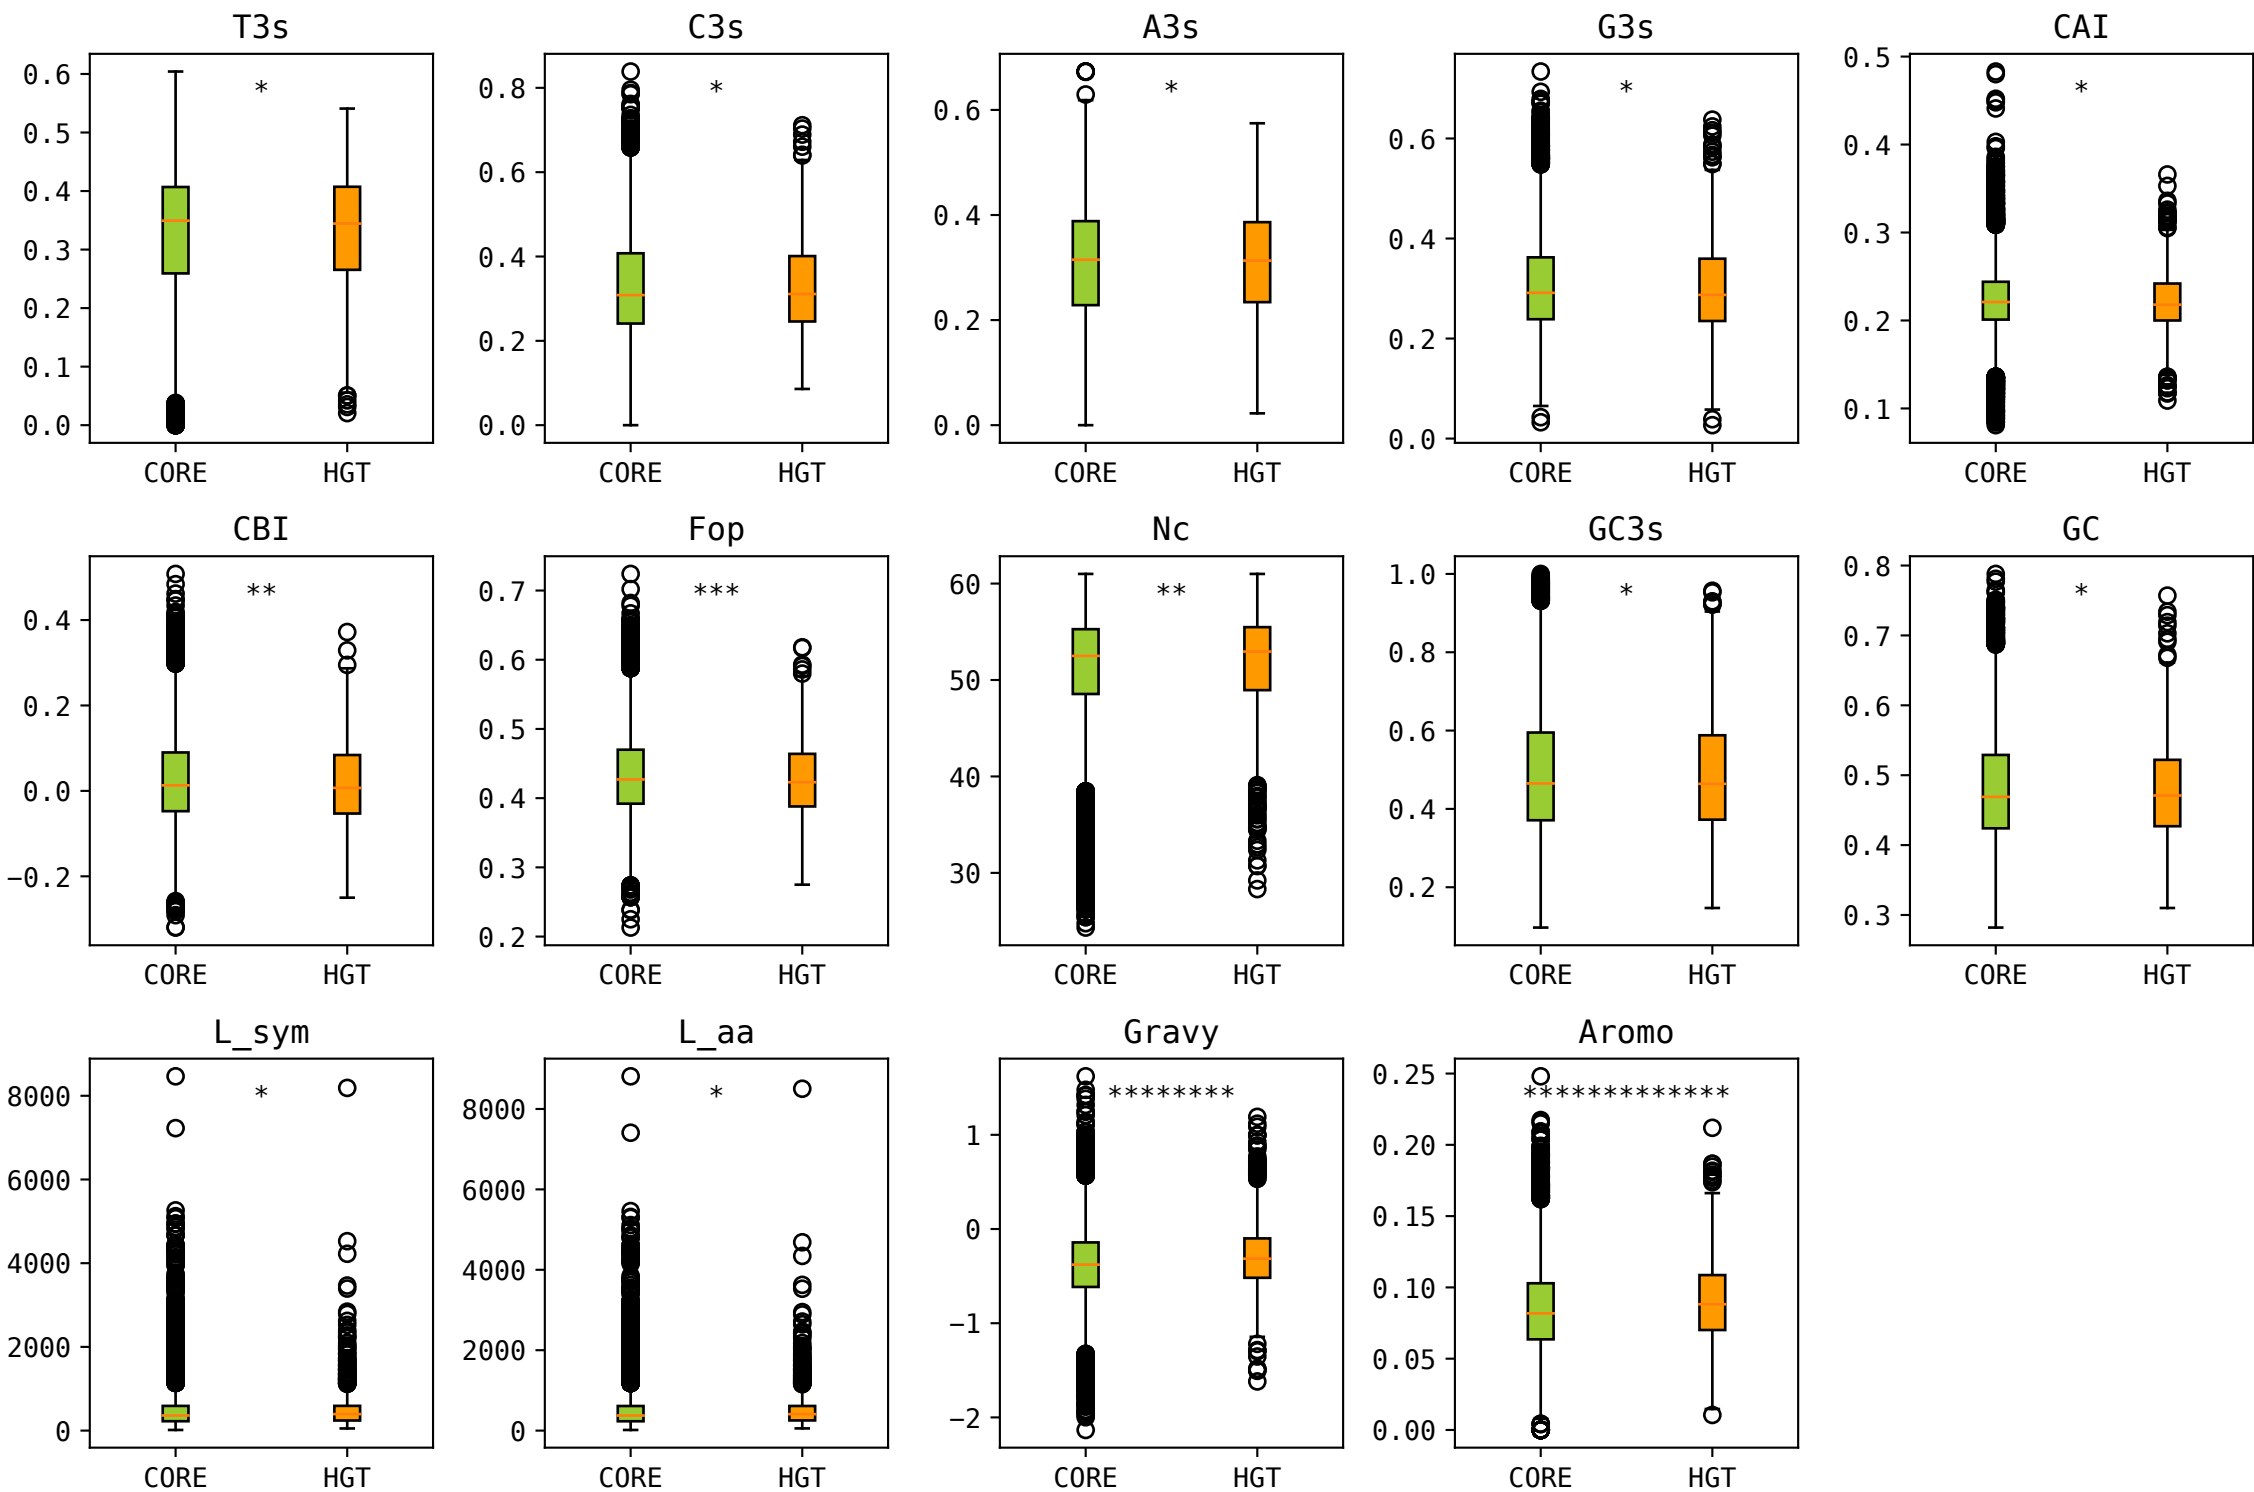 T3s
C3s
A3s
G3s
CAI
0.6
0.5
0.4
0.3
0.2
0.1
0.0
*
CORE
HGT
0.8
0.6
0.4
0.2
0.0
*
CORE
HGT
0.6
0.4
0.2
0.0
*
CORE
HGT
0.6
0.4
0.2
0.0
*
CORE
HGT
0.5
0.4
0.3
0.2
0.1
*
CORE
HGT
CBI
Fop
Nc
GC3s
GC
0.4
0.2
0.0
−0.2
**
CORE
HGT
0.7
0.6
0.5
0.4
0.3
0.2
***
CORE
HGT
60
50
40
30
**
CORE
HGT
1.0
0.8
0.6
0.4
0.2
*
CORE
HGT
0.8
0.7
0.6
0.5
0.4
0.3
*
CORE
HGT
L_sym
L_aa
Gravy
Aromo
8000
6000
4000
2000
0
*
CORE
HGT
8000
6000
4000
2000
0
*
CORE
HGT
1
0
−1
−2
********
CORE
HGT
0.25
0.20
0.15
0.10
0.05
0.00
*************
CORE
HGT